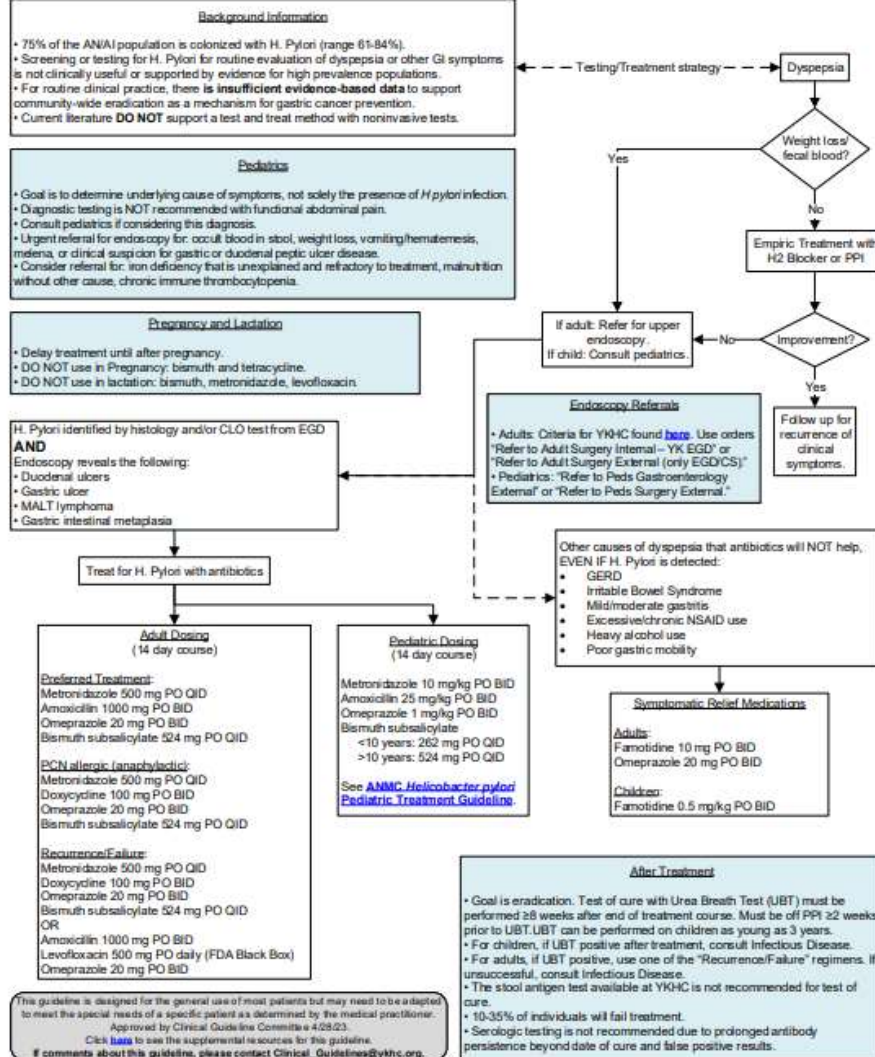 Background Information
• 75% of the AN/AI population is colonized with H. Pylori (range 61-84%).
• Screening or testing for H. Pylori for routine evaluation of dyspepsia or other GI symptoms
is not clinically useful or supported by evidence for high prevalence populations.
• For routine clinical practice, there is insufficient evidence-based data to support
community-wide eradication as a mechanism for gastric cancer prevention.
• Current literature DO NOT support a test and treat method with noninvasive tests.
Testing/Treatment strategy
Dyspepsia
Weight loss/
fecal blood?
Yes
No
Empiric Treatment with
H2 Blocker or PPI
Improvement?
No
Yes
If adult: Refer for upper
endoscopy.
If child: Consult pediatrics.
Follow up for
recurrence of
clinical
symptoms.
Pediatrics
• Goal is to determine underlying cause of symptoms, not solely the presence of H pylori infection.
• Diagnostic testing is NOT recommended with functional abdominal pain.
• Consult pediatrics if considering this diagnosis.
• Urgent referral for endoscopy for: occult blood in stool, weight loss, vomiting/hematemesis,
melena, or clinical suspicion for gastric or duodenal peptic ulcer disease.
• Consider referral for: iron deficiency that is unexplained and refractory to treatment, malnutrition
without other cause, chronic immune thrombocytopenia.
Pregnancy and Lactation
• Delay treatment until after pregnancy.
• DO NOT use in Pregnancy: bismuth and tetracycline.
• DO NOT use in lactation: bismuth, metronidazole, levofloxacin.
Endoscopy Referrals
• Adults: Criteria for YKHC found here. Use orders
“Refer to Adult Surgery Internal – YK EGD” or
“Refer to Adult Surgery External (only EGD/CS).”
• Pediatrics: “Refer to Peds Gastroenterology
External” or “Refer to Peds Surgery External.”
H. Pylori identified by histology and/or CLO test from EGD
AND
Endoscopy reveals the following:
• Duodenal ulcers
• Gastric ulcer
• MALT lymphoma
• Gastric intestinal metaplasia
Treat for H. Pylori with antibiotics
Other causes of dyspepsia that antibiotics will NOT help,
EVEN IF H. Pylori is detected:
• GERD
• Irritable Bowel Syndrome
• Mild/moderate gastritis
• Excessive/chronic NSAID use
• Heavy alcohol use
• Poor gastric mobility
Adult Dosing
(14 day course)
Preferred Treatment:
Metronidazole 500 mg PO QID
Amoxicillin 1000 mg PO BID
Omeprazole 20 mg PO BID
Bismuth subsalicylate 524 mg PO QID
PCN allergic (anaphylactic):
Metronidazole 500 mg PO QID
Doxycycline 100 mg PO BID
Omeprazole 20 mg PO BID
Bismuth subsalicylate 524 mg PO QID
Recurrence/Failure:
Metronidazole 500 mg PO QID
Doxycycline 100 mg PO BID
Omeprazole 20 mg PO BID
Bismuth subsalicylate 524 mg PO QID
OR
Amoxicillin 1000 mg PO BID
Levofloxacin 500 mg PO daily (FDA Black Box)
Omeprazole 20 mg PO BID
Pediatric Dosing
(14 day course)
Metronidazole 10 mg/kg PO BID
Amoxicillin 25 mg/kg PO BID
Omeprazole 1 mg/kg PO BID
Bismuth subsalicylate
<10 years: 262 mg PO QID
>10 years: 524 mg PO QID
See ANMC Helicobacter pylori
Pediatric Treatment Guideline.
Symptomatic Relief Medications
Adults:
Famotidine 10 mg PO BID
Omeprazole 20 mg PO BID
Children:
Famotidine 0.5 mg/kg PO BID
After Treatment
• Goal is eradication. Test of cure with Urea Breath Test (UBT) must be
performed ≥8 weeks after end of treatment course. Must be off PPI ≥2 weeks
prior to UBT.UBT can be performed on children as young as 3 years.
• For children, if UBT positive after treatment, consult Infectious Disease.
• For adults, if UBT positive, use one of the “Recurrence/Failure” regimens. If
unsuccessful, consult Infectious Disease.
• The stool antigen test available at YKHC is not recommended for test of
cure.
• 10-35% of individuals will fail treatment.
• Serologic testing is not recommended due to prolonged antibody
persistence beyond date of cure and false positive results.
This guideline is designed for the general use of most patients but may need to be adapted
to meet the special needs of a specific patient as determined by the medical practitioner.
Approved by Clinical Guideline Committee 4/28/23.
Click here to see the supplemental resources for this guideline.
If comments about this guideline, please contact Clinical_Guidelines@ykhc.org.